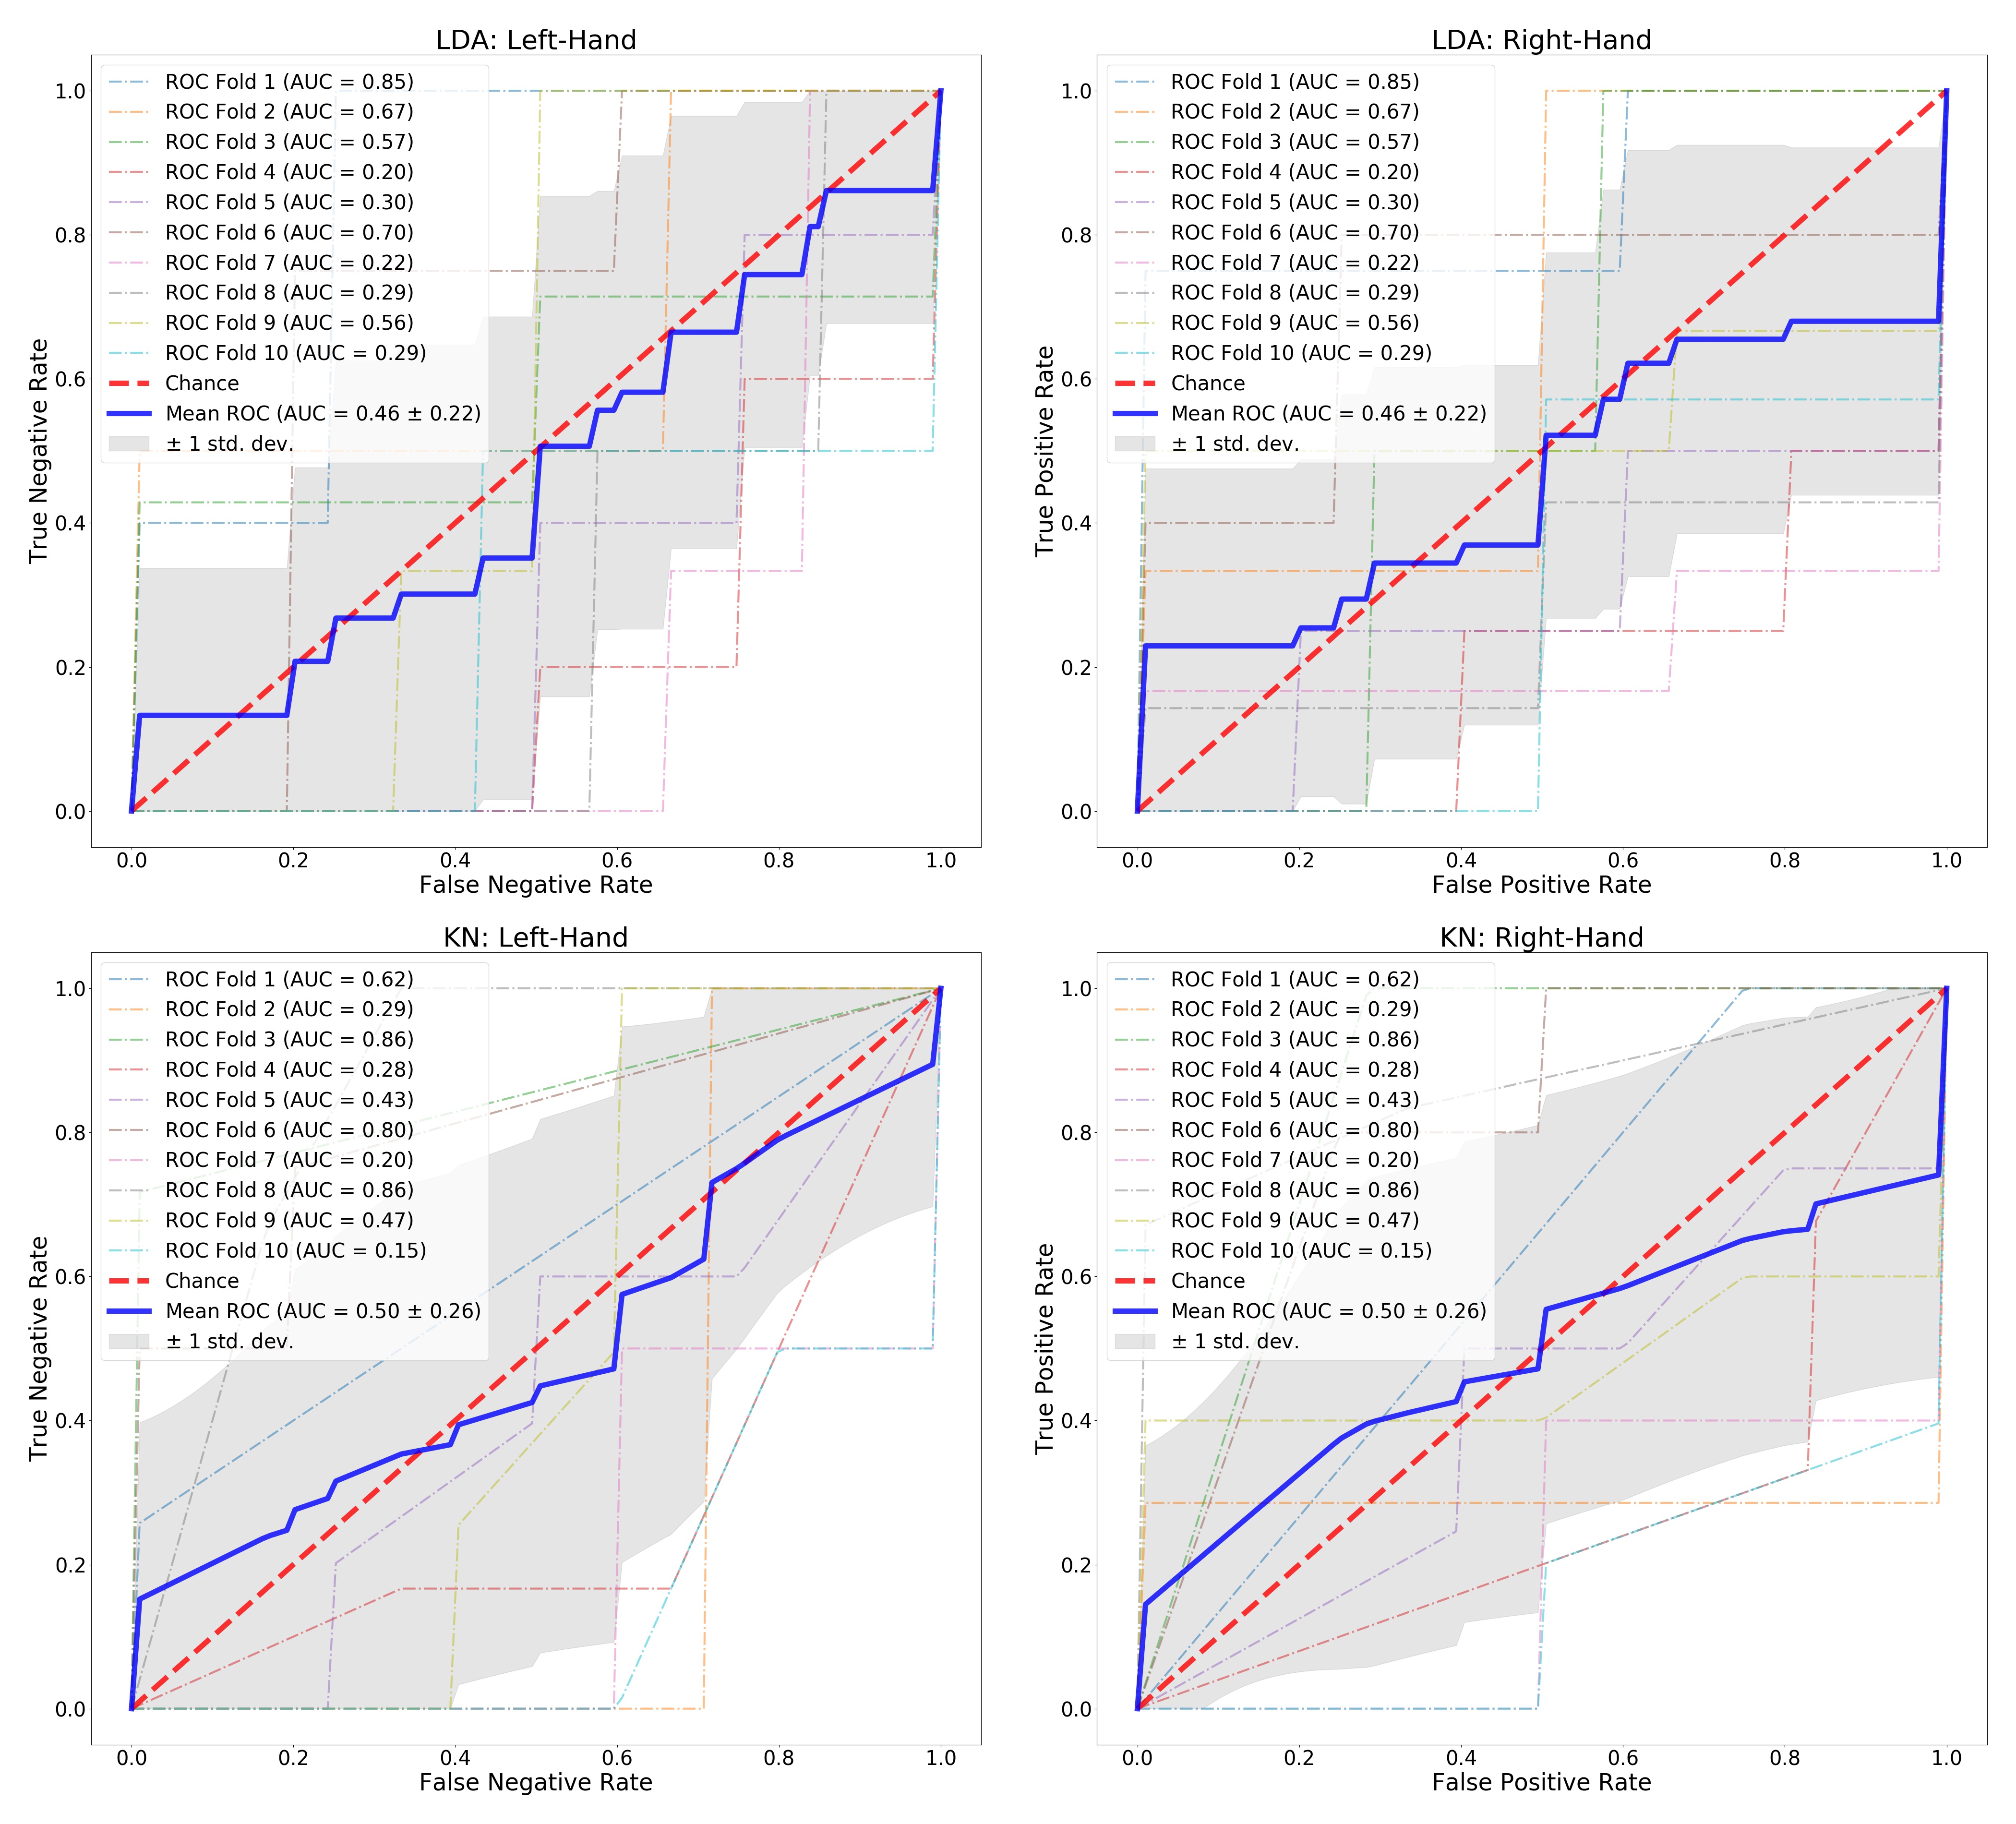 LDA: Left-Hand
ROC Fold 1 (AUC = 0.85)
ROC Fold 2 (AUC = 0.67)
ROC Fold 3 (AUC = 0.57)
ROC Fold 4 (AUC = 0.20)
ROC Fold 5 (AUC = 0.30)
ROC Fold 6 (AUC = 0.70)
ROC Fold 7 (AUC = 0.22)
ROC Fold 8 (AUC = 0.29)
ROC Fold 9 (AUC = 0.56)
ROC Fold 10 (AUC = 0.29)
Chance
Mean ROC (AUC = 0.46 ± 0.22)
± 1 std. dev.
True Negative Rate
1.0
0.8
0.6
0.4
0.2
0.0
0.0 0.2 0.4 0.6 0.8 1.0
False Negative Rate
LDA: Right-Hand
ROC Fold 1 (AUC = 0.85)
ROC Fold 2 (AUC = 0.67)
ROC Fold 3 (AUC = 0.57)
ROC Fold 4 (AUC = 0.20)
ROC Fold 5 (AUC = 0.30)
ROC Fold 6 (AUC = 0.70)
ROC Fold 7 (AUC = 0.22)
ROC Fold 8 (AUC = 0.29)
ROC Fold 9 (AUC = 0.56)
ROC Fold 10 (AUC = 0.29)
Chance
Mean ROC (AUC = 0.46 ± 0.22)
± 1 std. dev.
True Positive Rate
1.0
0.8
0.6
0.4
0.2
0.0
0.0 0.2 0.4 0.6 0.8 1.0
False Positive Rate
KN: Left-Hand
ROC Fold 1 (AUC = 0.62)
ROC Fold 2 (AUC = 0.29)
ROC Fold 3 (AUC = 0.86)
ROC Fold 4 (AUC = 0.28)
ROC Fold 5 (AUC = 0.43)
ROC Fold 6 (AUC = 0.80)
ROC Fold 7 (AUC = 0.20)
ROC Fold 8 (AUC = 0.86)
ROC Fold 9 (AUC = 0.47)
ROC Fold 10 (AUC = 0.15)
Chance
Mean ROC (AUC = 0.50 ± 0.26)
± 1 std. dev.
True Negative Rate
1.0
0.8
0.6
0.4
0.2
0.0
0.0 0.2 0.4 0.6 0.8 1.0
False Negative Rate
KN: Right-Hand
ROC Fold 1 (AUC = 0.62)
ROC Fold 2 (AUC = 0.29)
ROC Fold 3 (AUC = 0.86)
ROC Fold 4 (AUC = 0.28)
ROC Fold 5 (AUC = 0.43)
ROC Fold 6 (AUC = 0.80)
ROC Fold 7 (AUC = 0.20)
ROC Fold 8 (AUC = 0.86)
ROC Fold 9 (AUC = 0.47)
ROC Fold 10 (AUC = 0.15)
Chance
Mean ROC (AUC = 0.50 ± 0.26)
± 1 std. dev.
True Positive Rate
1.0
0.8
0.6
0.4
0.2
0.0
0.0 0.2 0.4 0.6 0.8 1.0
False Positive Rate